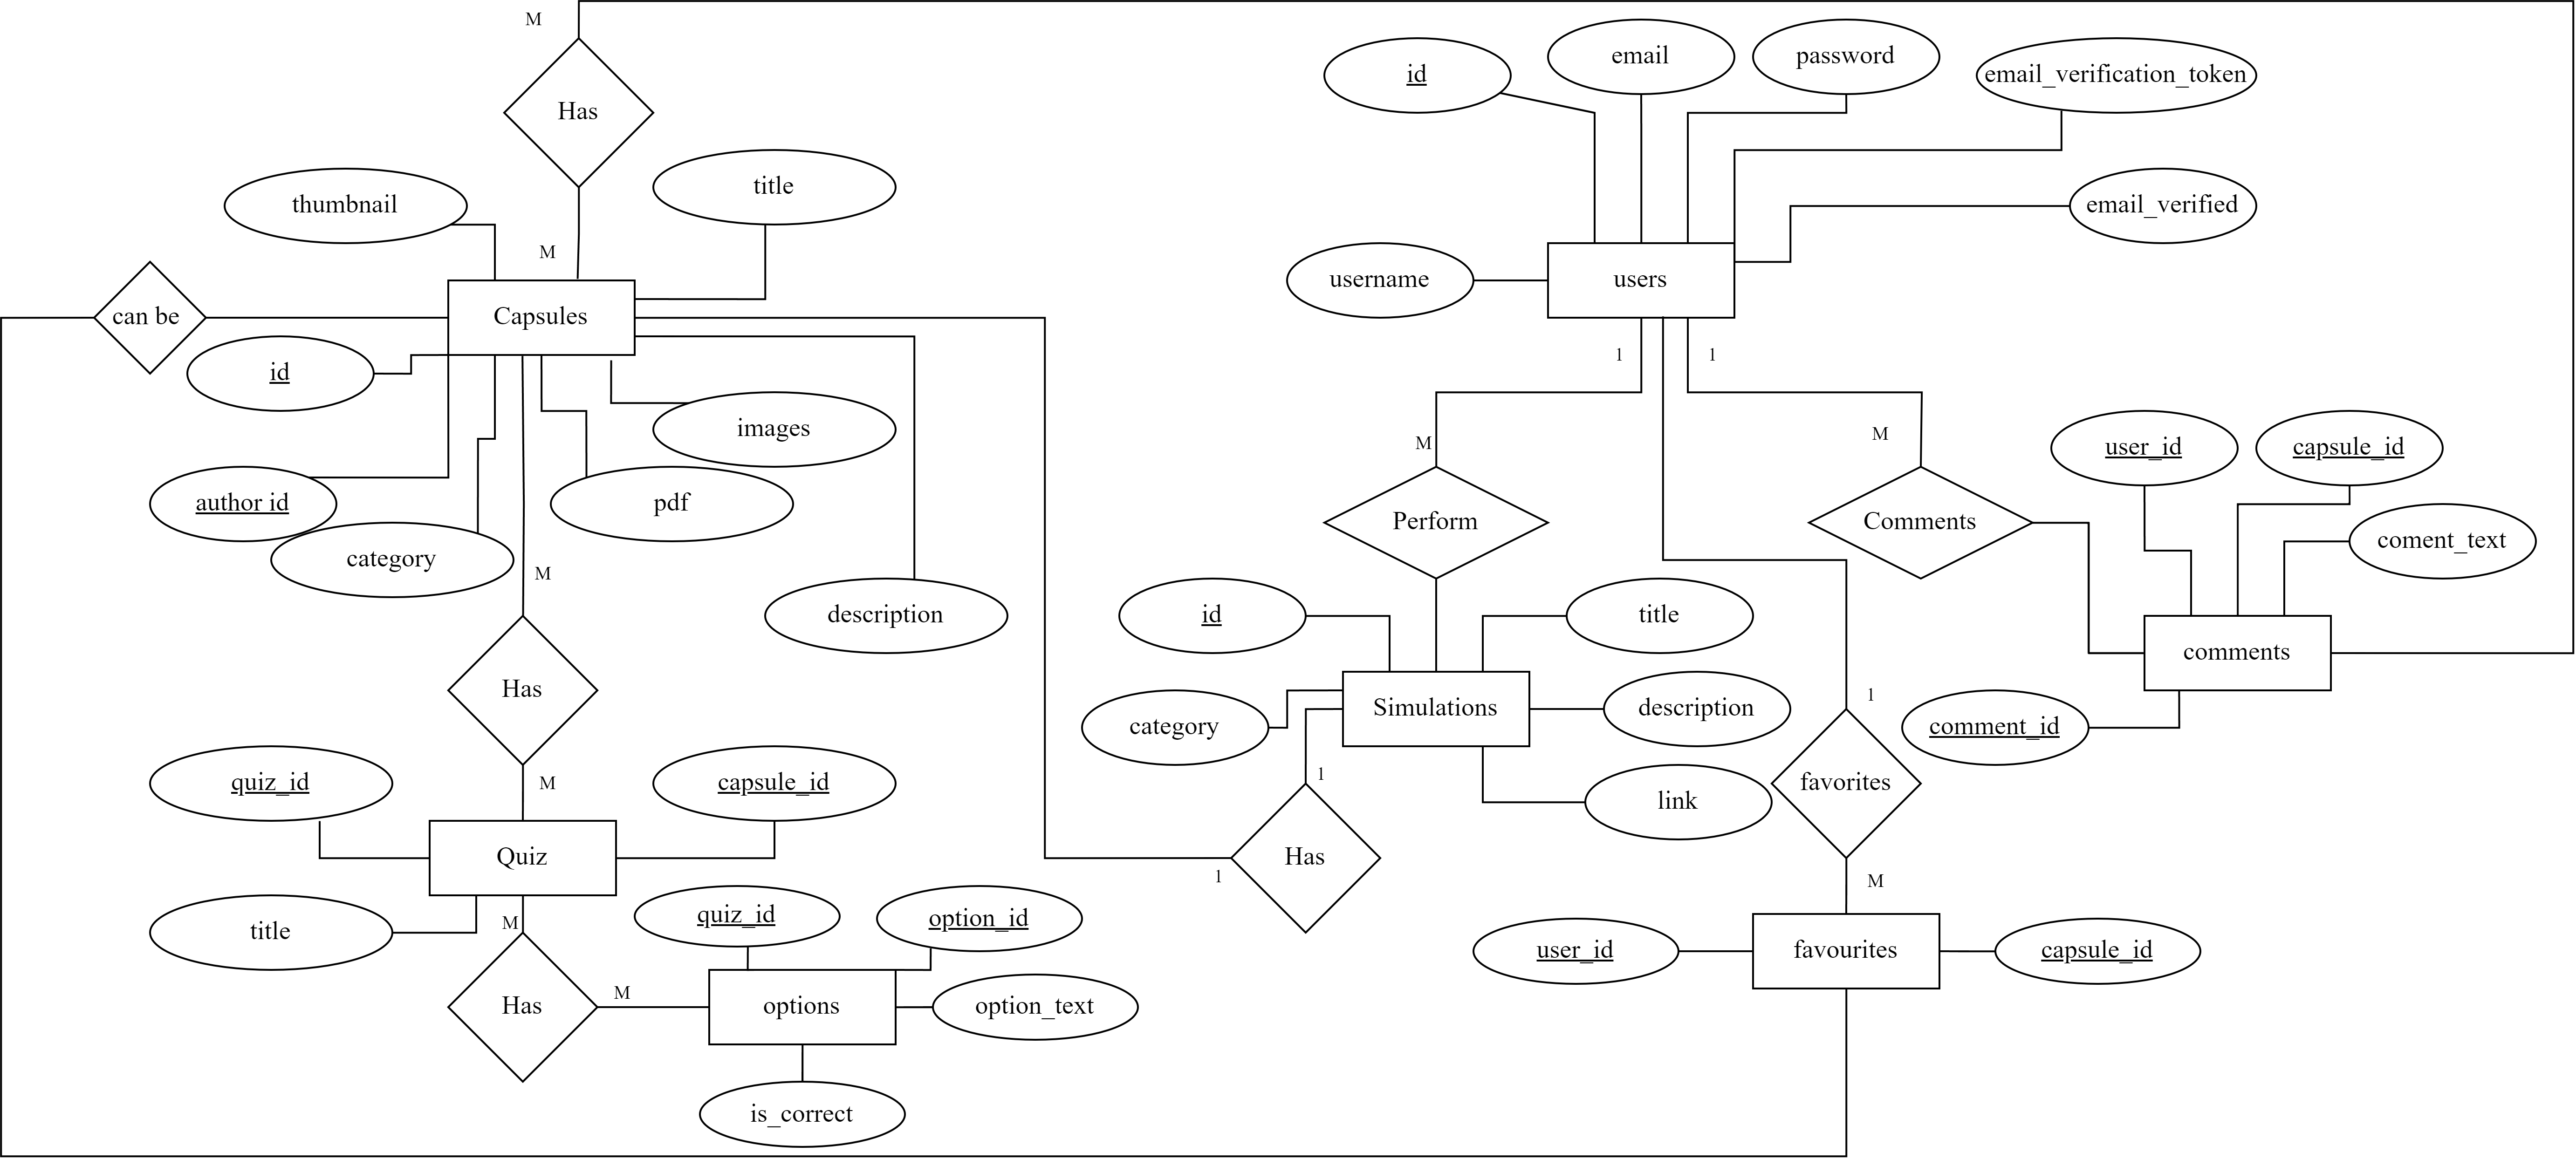 M
Has
id
email
password
email_verification_token
thumbnail
title
email_verified
M
can be
Capsules
username
users
id
1
1
images
M
M
user_id
capsule_id
author id
pdf
Perform
Comments
category
coment_text
M
id
title
description
comments
Has
category
Simulations
description
1
comment_id
quiz_id
M
capsule_id
1
link
favorites
Quiz
Has
1
M
title
M
quiz_id
option_id
user_id
favourites
capsule_id
Has
M
options
option_text
is_correct